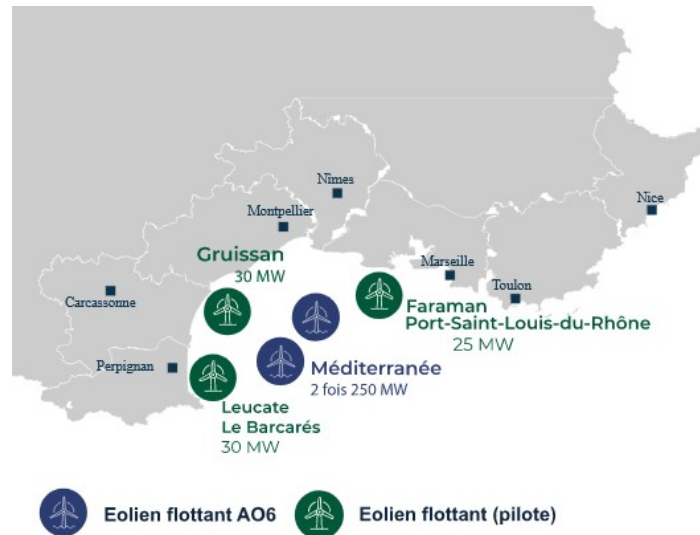 Nîmes
Montpellier
Nice
Gruissan
30 MW
Marseille
Toulon
Carcassonne
Faraman
Port-Saint-Louis-du-Rhône
25 MW
Perpignan
Méditerranée
2 fois 250 MW
Leucate
Le Barcarés
30 MW
Eolien flottant AO6
Eolien flottant (pilote)